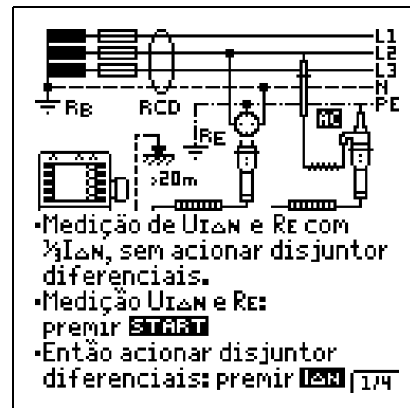 L1
L2
L3
N
PE
RB
RCD
RE
AC
>20m
•Medição de UI∆N e RE com
⅓I∆N, sem acionar disjuntor
diferenciais.
•Medição UI∆N e RE:
premir START
•Então acionar disjuntor
diferenciais: premir I∆N
1/4